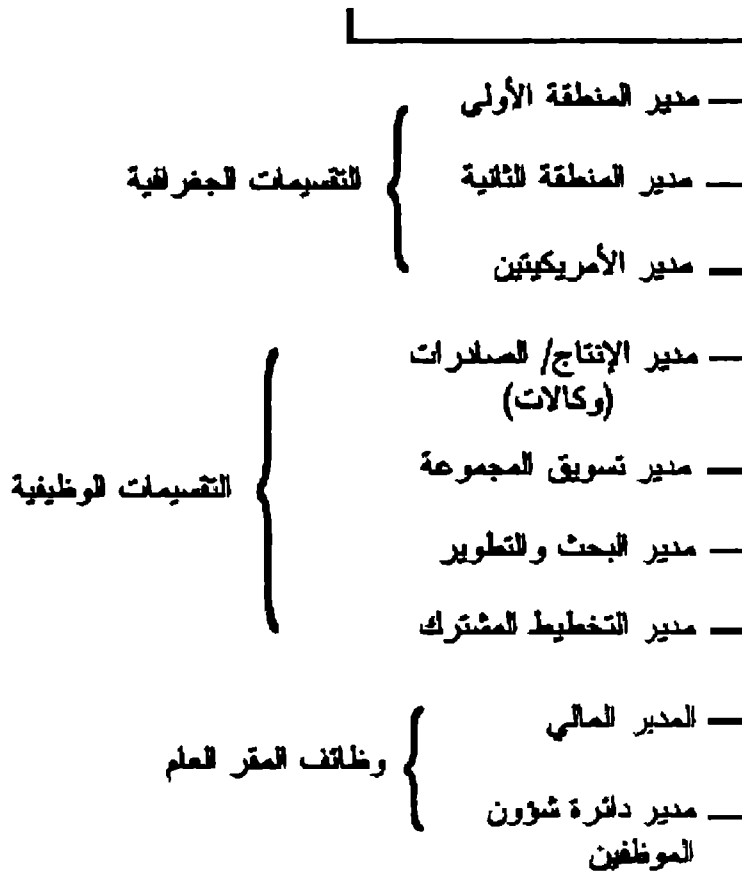 مدير المنطقة الأولى
مدير المنطقة الثانية
التقسيمات الجغرافية
مدير الأمريكيتين
مدير الإنتاج/ الصادرات
(وكالات)
مدير تسويق المجموعة
التقسيمات الوظيفية
مدير البحث والتطوير
مدير التخطيط المشترك
المدير المالي
وظائف المقر العام
مدير دائرة شؤون
الموظفين